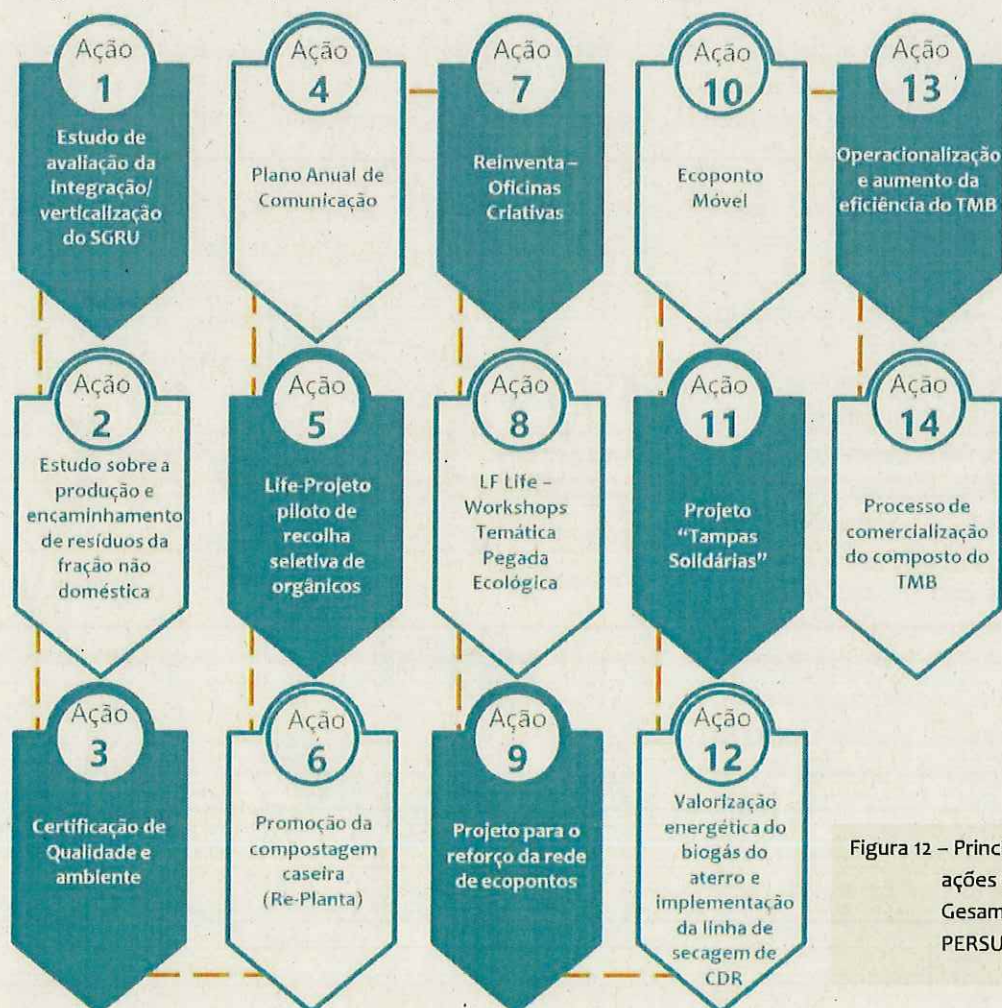 Ação
1
Estudo de
avaliação da
integração/
verticalização
do SGRU
Ação
2
Estudo sobre a
produção e
encaminhamento
de resíduos da
fração não
doméstica
Ação
3
Certificação de
Qualidade e
ambiente
Ação
4
Plano Anual de
Comunicação
Ação
5
Life-Projeto
piloto de
recolha
seletiva de
orgânicos
Ação
6
Promoção da
compostagem
caseira
(Re-Planta)
Ação
7
Reinventa –
Oficinas
Criativas
Ação
8
LF Life –
Workshops
Temática
Pegada
Ecológica
Ação
9
Projeto para o
reforço da rede
de ecopontos
Ação
10
Ecoponto
Móvel
Ação
11
Projeto
“Tampas
Solidárias”
Ação
12
Valorização
energética do
biogás do
aterro e
implementação
da linha de
secagem de
CDR
Ação
13
Operacionalização
e aumento da
eficiência do TMB
Ação
14
Processo de
comercialização
do composto do
TMB
Figura 12 –
ações